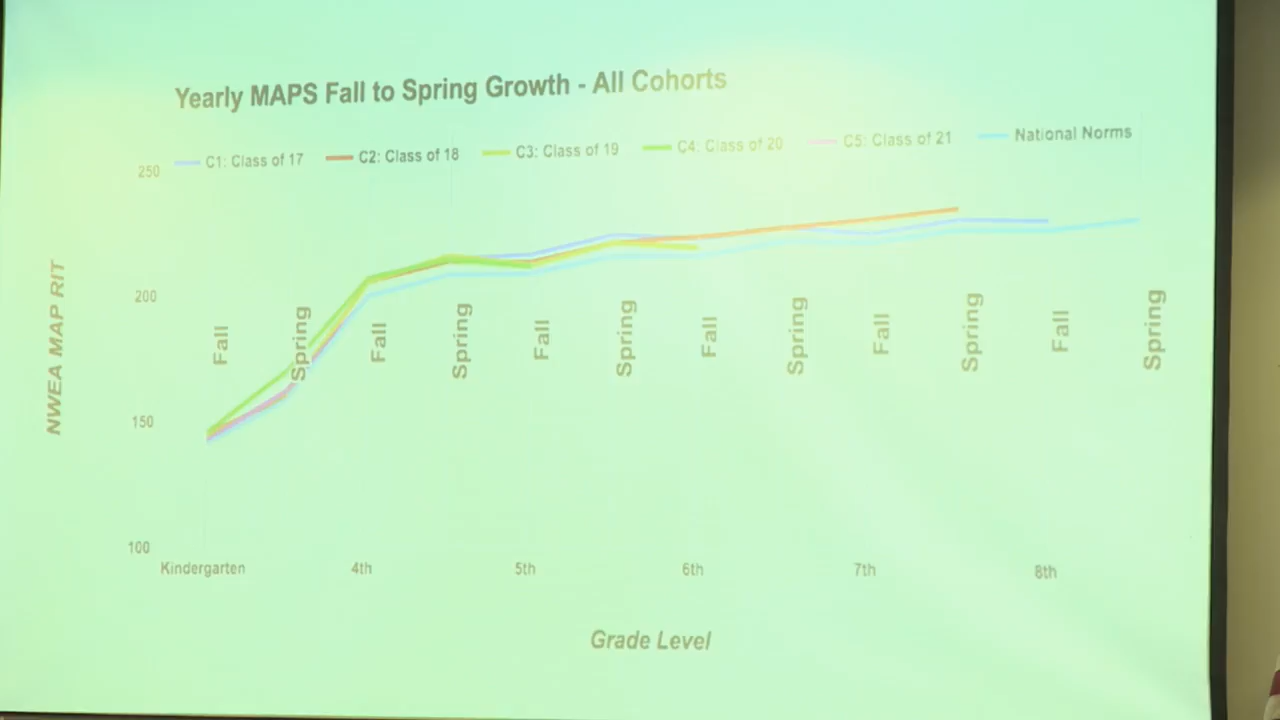 Yearly MAPS Fall to Spring Growth - All Cohorts
C1: Class of 17 C2: Class of 18 C3: Class of 19 C4: Class of 20 C5: Class of 21 National Norms
250
200
150
100
NWEA MAP RIT
Fall Spring Fall Spring Fall Spring Fall Spring Fall Spring Fall Spring
Kindergarten 4th 5th 6th 7th 8th
Grade Level